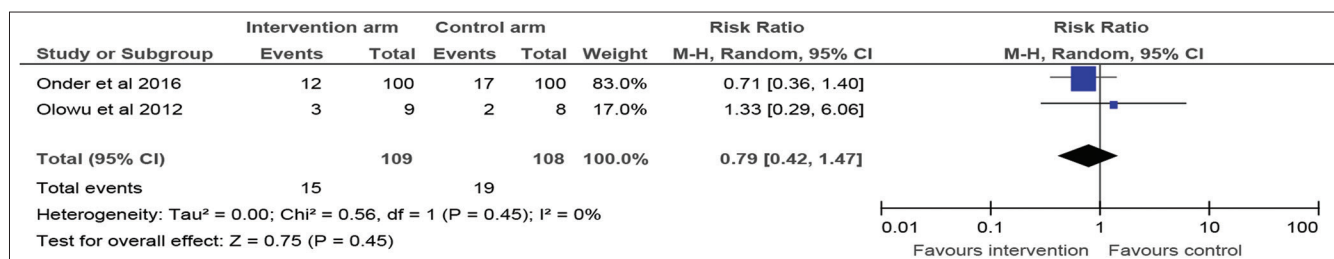 Intervention arm Control arm Risk Ratio Risk Ratio
Study or Subgroup Events Total Events Total Weight M-H, Random, 95% CI M-H, Random, 95% CI
Onder et al 2016 12 100 17 100 83.0% 0.71 [0.36, 1.40]
Olowu et al 2012 3 9 2 8 17.0% 1.33 [0.29, 6.06]
Total (95% CI) 109 108 100.0% 0.79 [0.42, 1.47]
Total events 15 19
Heterogeneity: Tau² = 0.00; Chi² = 0.56, df = 1 (P = 0.45); I² = 0%
Test for overall effect: Z = 0.75 (P = 0.45)
0.01 0.1 1 10 100
Favours intervention Favours control